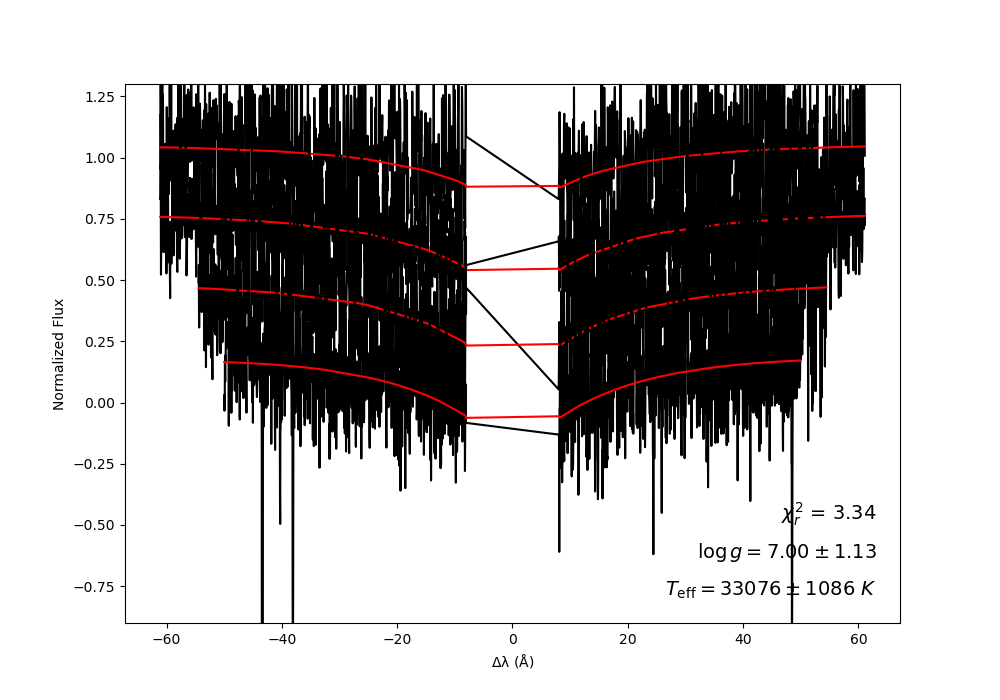 1.25
1.00
0.75
0.50
0.25
0.00
−0.25
−0.50
−0.75
Normalized Flux
χ²ᵣ = 3.34
log g = 7.00 ± 1.13
T_eff = 33076 ± 1086 K
−60 −40 −20 0 20 40 60
Δλ (Å)